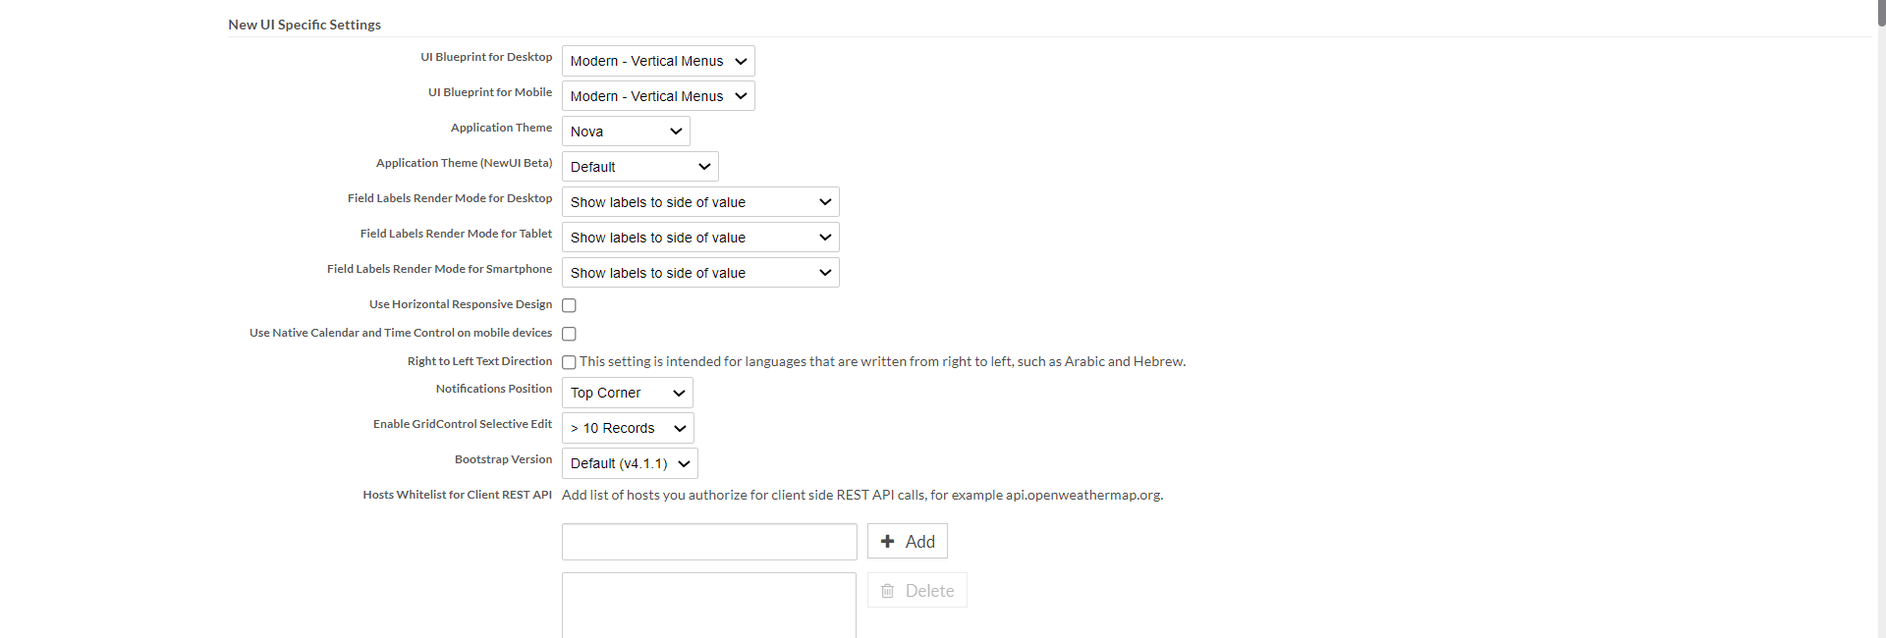 New UI Specific Settings
UI Blueprint for Desktop Modern - Vertical Menus
UI Blueprint for Mobile Modern - Vertical Menus
Application Theme Nova
Application Theme (NewUI Beta) Default
Field Labels Render Mode for Desktop Show labels to side of value
Field Labels Render Mode for Tablet Show labels to side of value
Field Labels Render Mode for Smartphone Show labels to side of value
Use Horizontal Responsive Design
Use Native Calendar and Time Control on mobile devices
Right to Left Text Direction This setting is intended for languages that are written from right to left, such as Arabic and Hebrew.
Notifications Position Top Corner
Enable GridControl Selective Edit > 10 Records
Bootstrap Version Default (v4.1.1)
Hosts Whitelist for Client REST API Add list of hosts you authorize for client side REST API calls, for example api.openweathermap.org.
Add
Delete